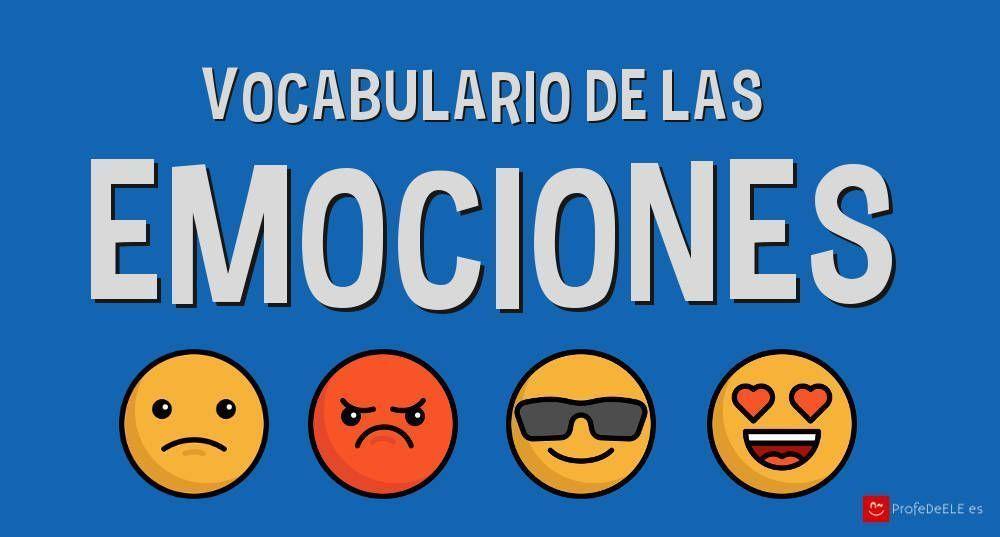 VOCABULARIO DE LAS
EMOCIONES
ProfeDeELE es